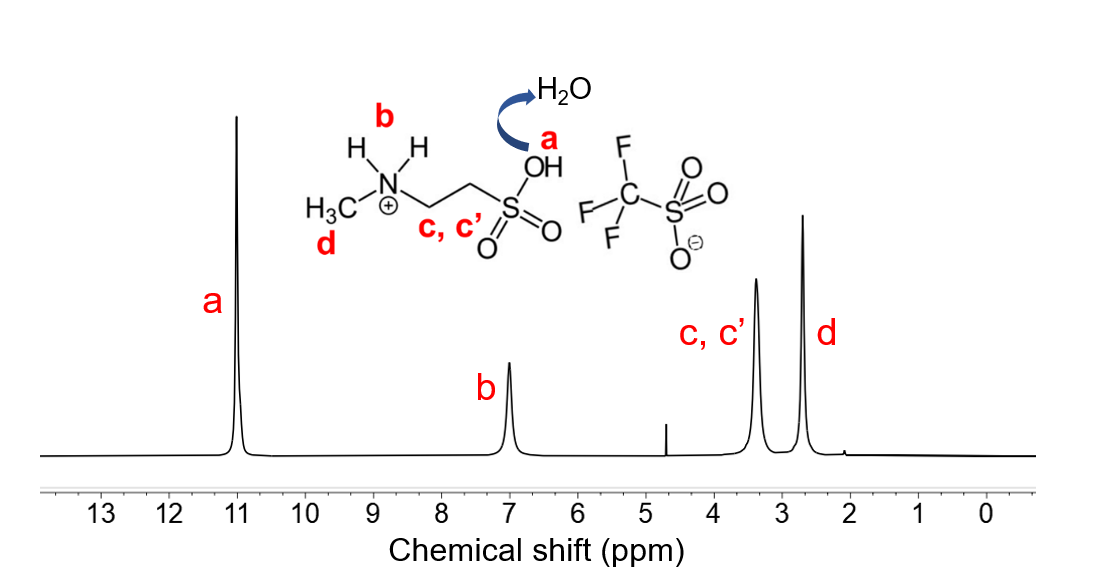 H₂O
b
a
H H
OH
N
⊕
H₃C
S
O
O
c, c’
d
F
O
C
O
F
S
F
O
⊖
a
c, c’
d
b
13 12 11 10 9 8 7 6 5 4 3 2 1 0
Chemical shift (ppm)